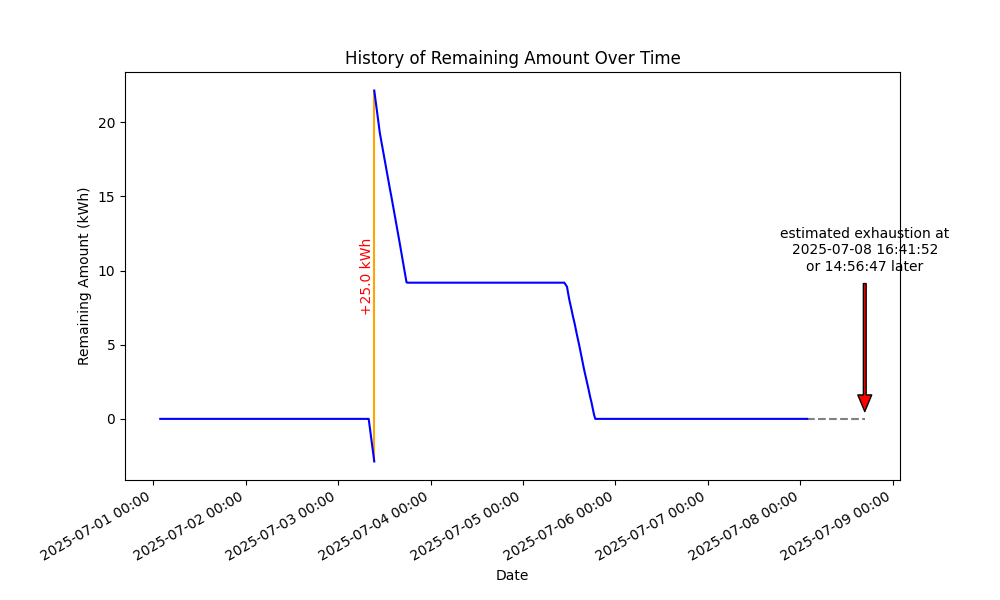 History of Remaining Amount Over Time
Remaining Amount (kWh)
20
15
10
5
0
+25.0 kWh
estimated exhaustion at
2025-07-08 16:41:52
or 14:56:47 later
2025-07-01 00:00
2025-07-02 00:00
2025-07-03 00:00
2025-07-04 00:00
2025-07-05 00:00
2025-07-06 00:00
2025-07-07 00:00
2025-07-08 00:00
2025-07-09 00:00
Date